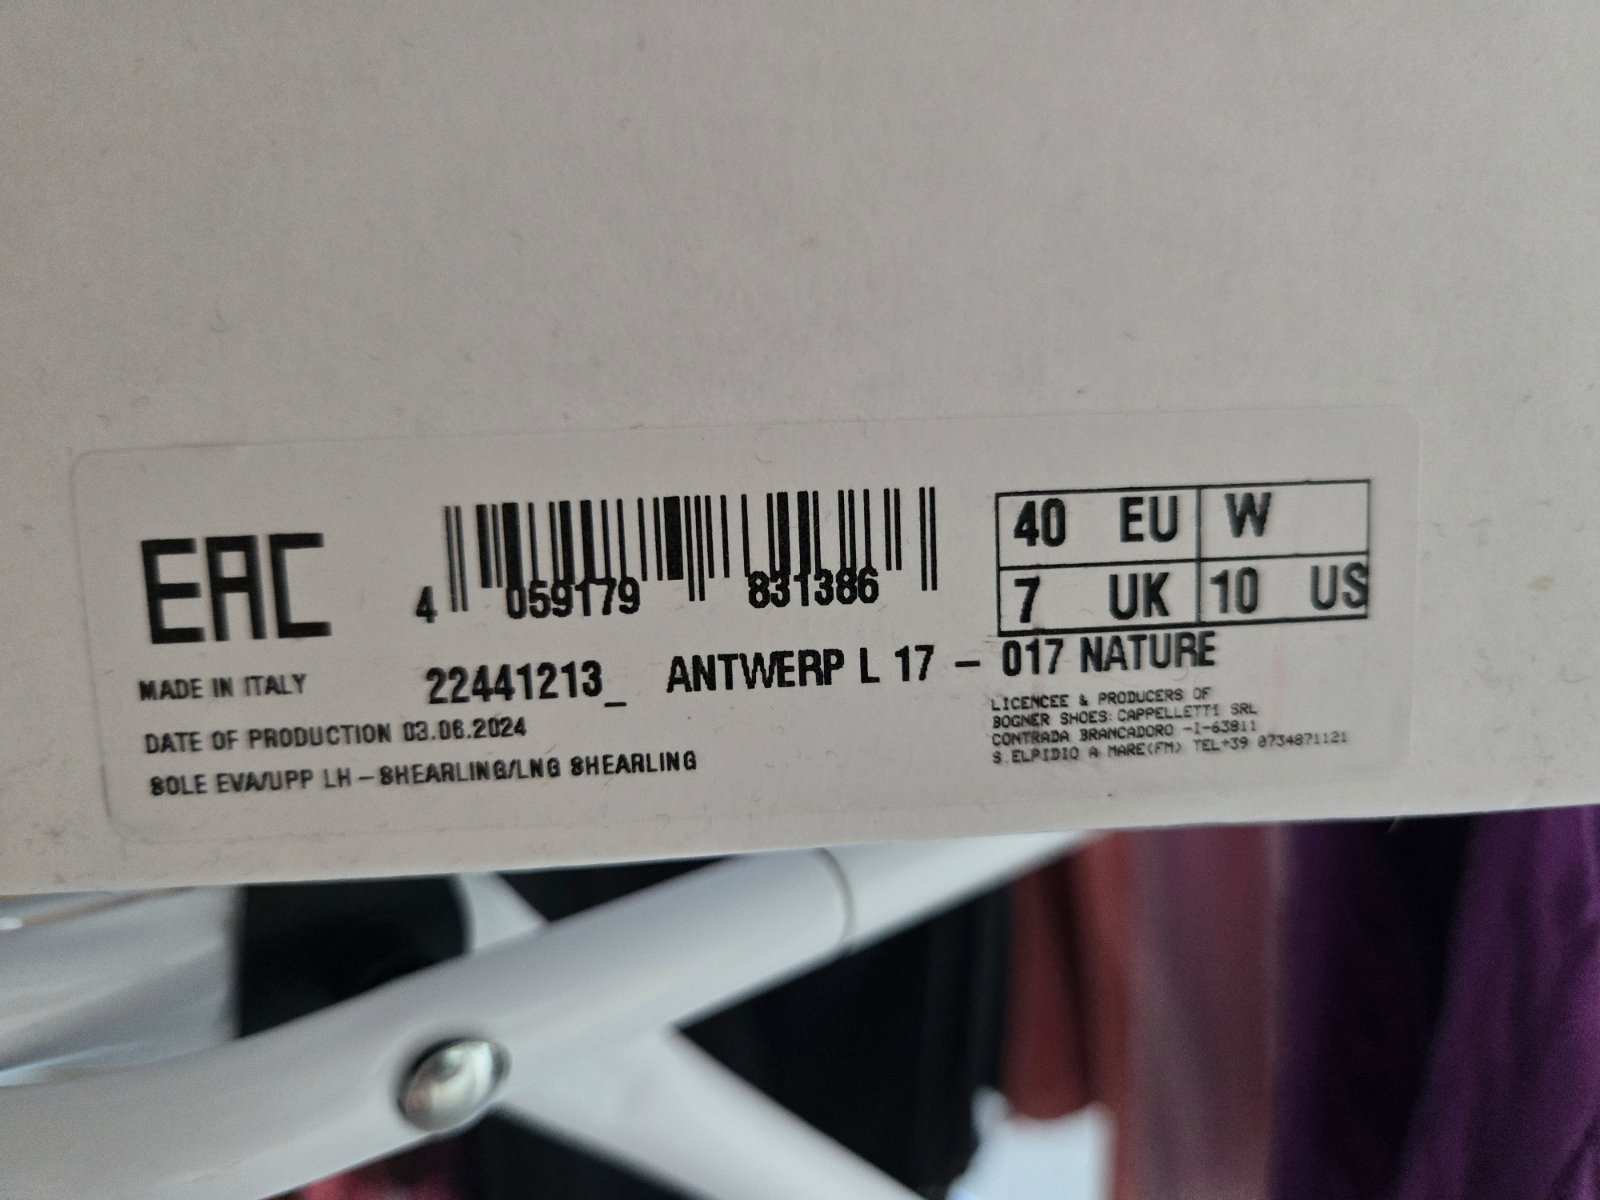 EAC
4 059179 831386
40 EU W
7 UK 10 US
MADE IN ITALY
22441213_ ANTWERP L 17 - 017 NATURE
DATE OF PRODUCTION 03.06.2024
SOLE EVA/UPP LH - SHEARLING/LNG SHEARLING
LICENCEE & PRODUCERS OF
BOGNER SHOES: CAPPELLETTI SRL
CONTRADA BRANCADORO -I-63811
S.ELPIDIO A MARE(FM) TEL+39 0734871121